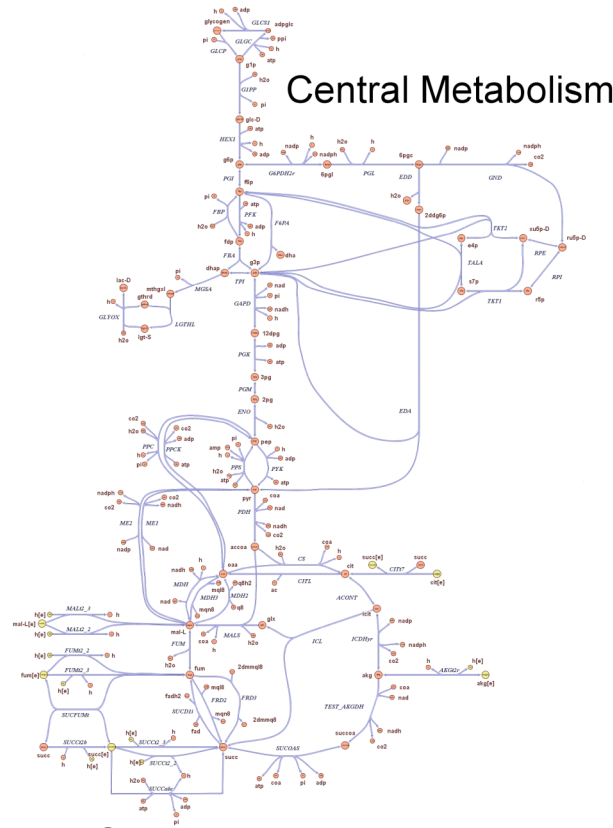 h
adp
GLCS1
glycogen
adpglc
pi
GLGC
ppi
GLCP
h
atp
g1p
h2o
G1PP
pi
Central Metabolism
glc-D
atp
HEX1
h
adp
g6p
nadp
h
nadph
G6PDH2r
6pgl
h2o
h
PGL
6pgc
nadp
nadph
co2
EDD
GND
PGI
h2o
2ddg6p
f6p
pi
FBP
PFK
atp
adp
h
F6PA
h2o
fdp
dha
TKT2
xu5p-D
ru5p-D
e4p
RPE
TALA
RPI
s7p
TKT1
r5p
FBA
g3p
dhap
TPI
pi
MGSA
lac-D
mthgxl
gthrd
h
GLYOX
LGTHL
h2o
lgt-S
nad
pi
GAPD
nadh
h
13dpg
adp
PGK
atp
3pg
PGM
2pg
ENO
h2o
EDA
pep
co2
h2o
co2
adp
PPC
PPCK
h
pi
atp
pi
amp
h
PPS
h2o
atp
h
adp
PYK
atp
pyr
nadph
co2
co2
nadh
ME2
ME1
nadp
nad
coa
nad
PDH
nadh
co2
accoa
h2o
CS
coa
h
oaa
cit
ac
CITL
succ[e]
succ
CITt7
cit[e]
h
nadh
mql8
q8h2
MDH
MDH3
MDH2
nad
mqn8
q8
ACONT
icit
h[e]
MALt2_3
h
mal-L[e]
MALt2_2
h[e]
h
mal-L
coa
h
MALS
h2o
glx
ICL
ICDHyr
nadp
nadph
co2
FUM
h2o
h[e]
FUMt2_2
h
FUMt2_3
fum[e]
h[e]
h
fum
2dmmql8
mql8
fadh2
FRD2
FRD3
mqn8
SUCD1i
fad
2dmmq8
akg
h
h[e]
AKGt2r
akg[e]
coa
nad
TEST_AKGDH
nadh
co2
SUCFUMt
h[e]
SUCCt2_3
h
SUCCt2b
succ
h
h[e]
succ[e]
SUCCt2_2
h[e]
h
h2o
SUCCabc
atp
adp
h
pi
succ
SUCOAS
succoa
atp
coa
pi
adp